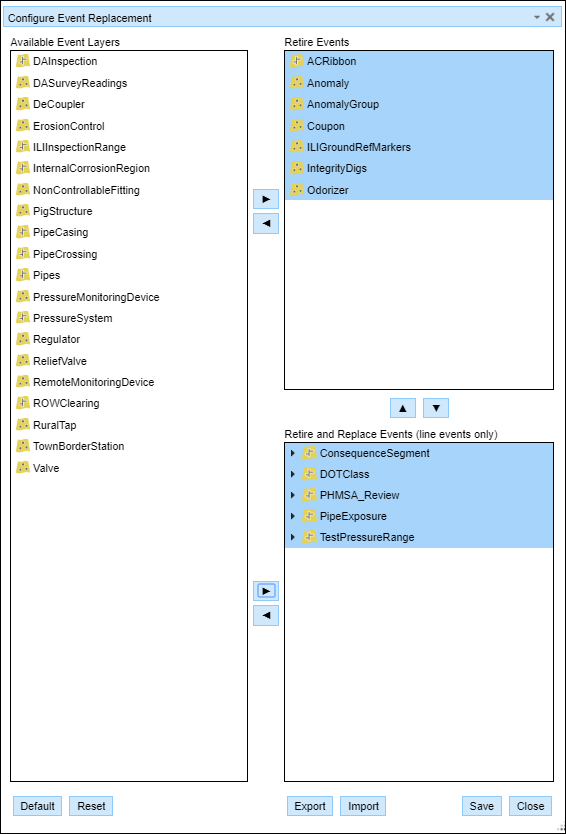 Configure Event Replacement
Available Event Layers
DAInspection
DASurveyReadings
DeCoupler
ErosionControl
ILIInspectionRange
InternalCorrosionRegion
NonControllableFitting
PigStructure
PipeCasing
PipeCrossing
Pipes
PressureMonitoringDevice
PressureSystem
Regulator
ReliefValve
RemoteMonitoringDevice
ROWClearing
RuralTap
TownBorderStation
Valve
Retire Events
ACRibbon
Anomaly
AnomalyGroup
Coupon
ILIGroundRefMarkers
IntegrityDigs
Odorizer
Retire and Replace Events (line events only)
ConsequenceSegment
DOTClass
PHMSA_Review
PipeExposure
TestPressureRange
Default Reset Export Import Save Close